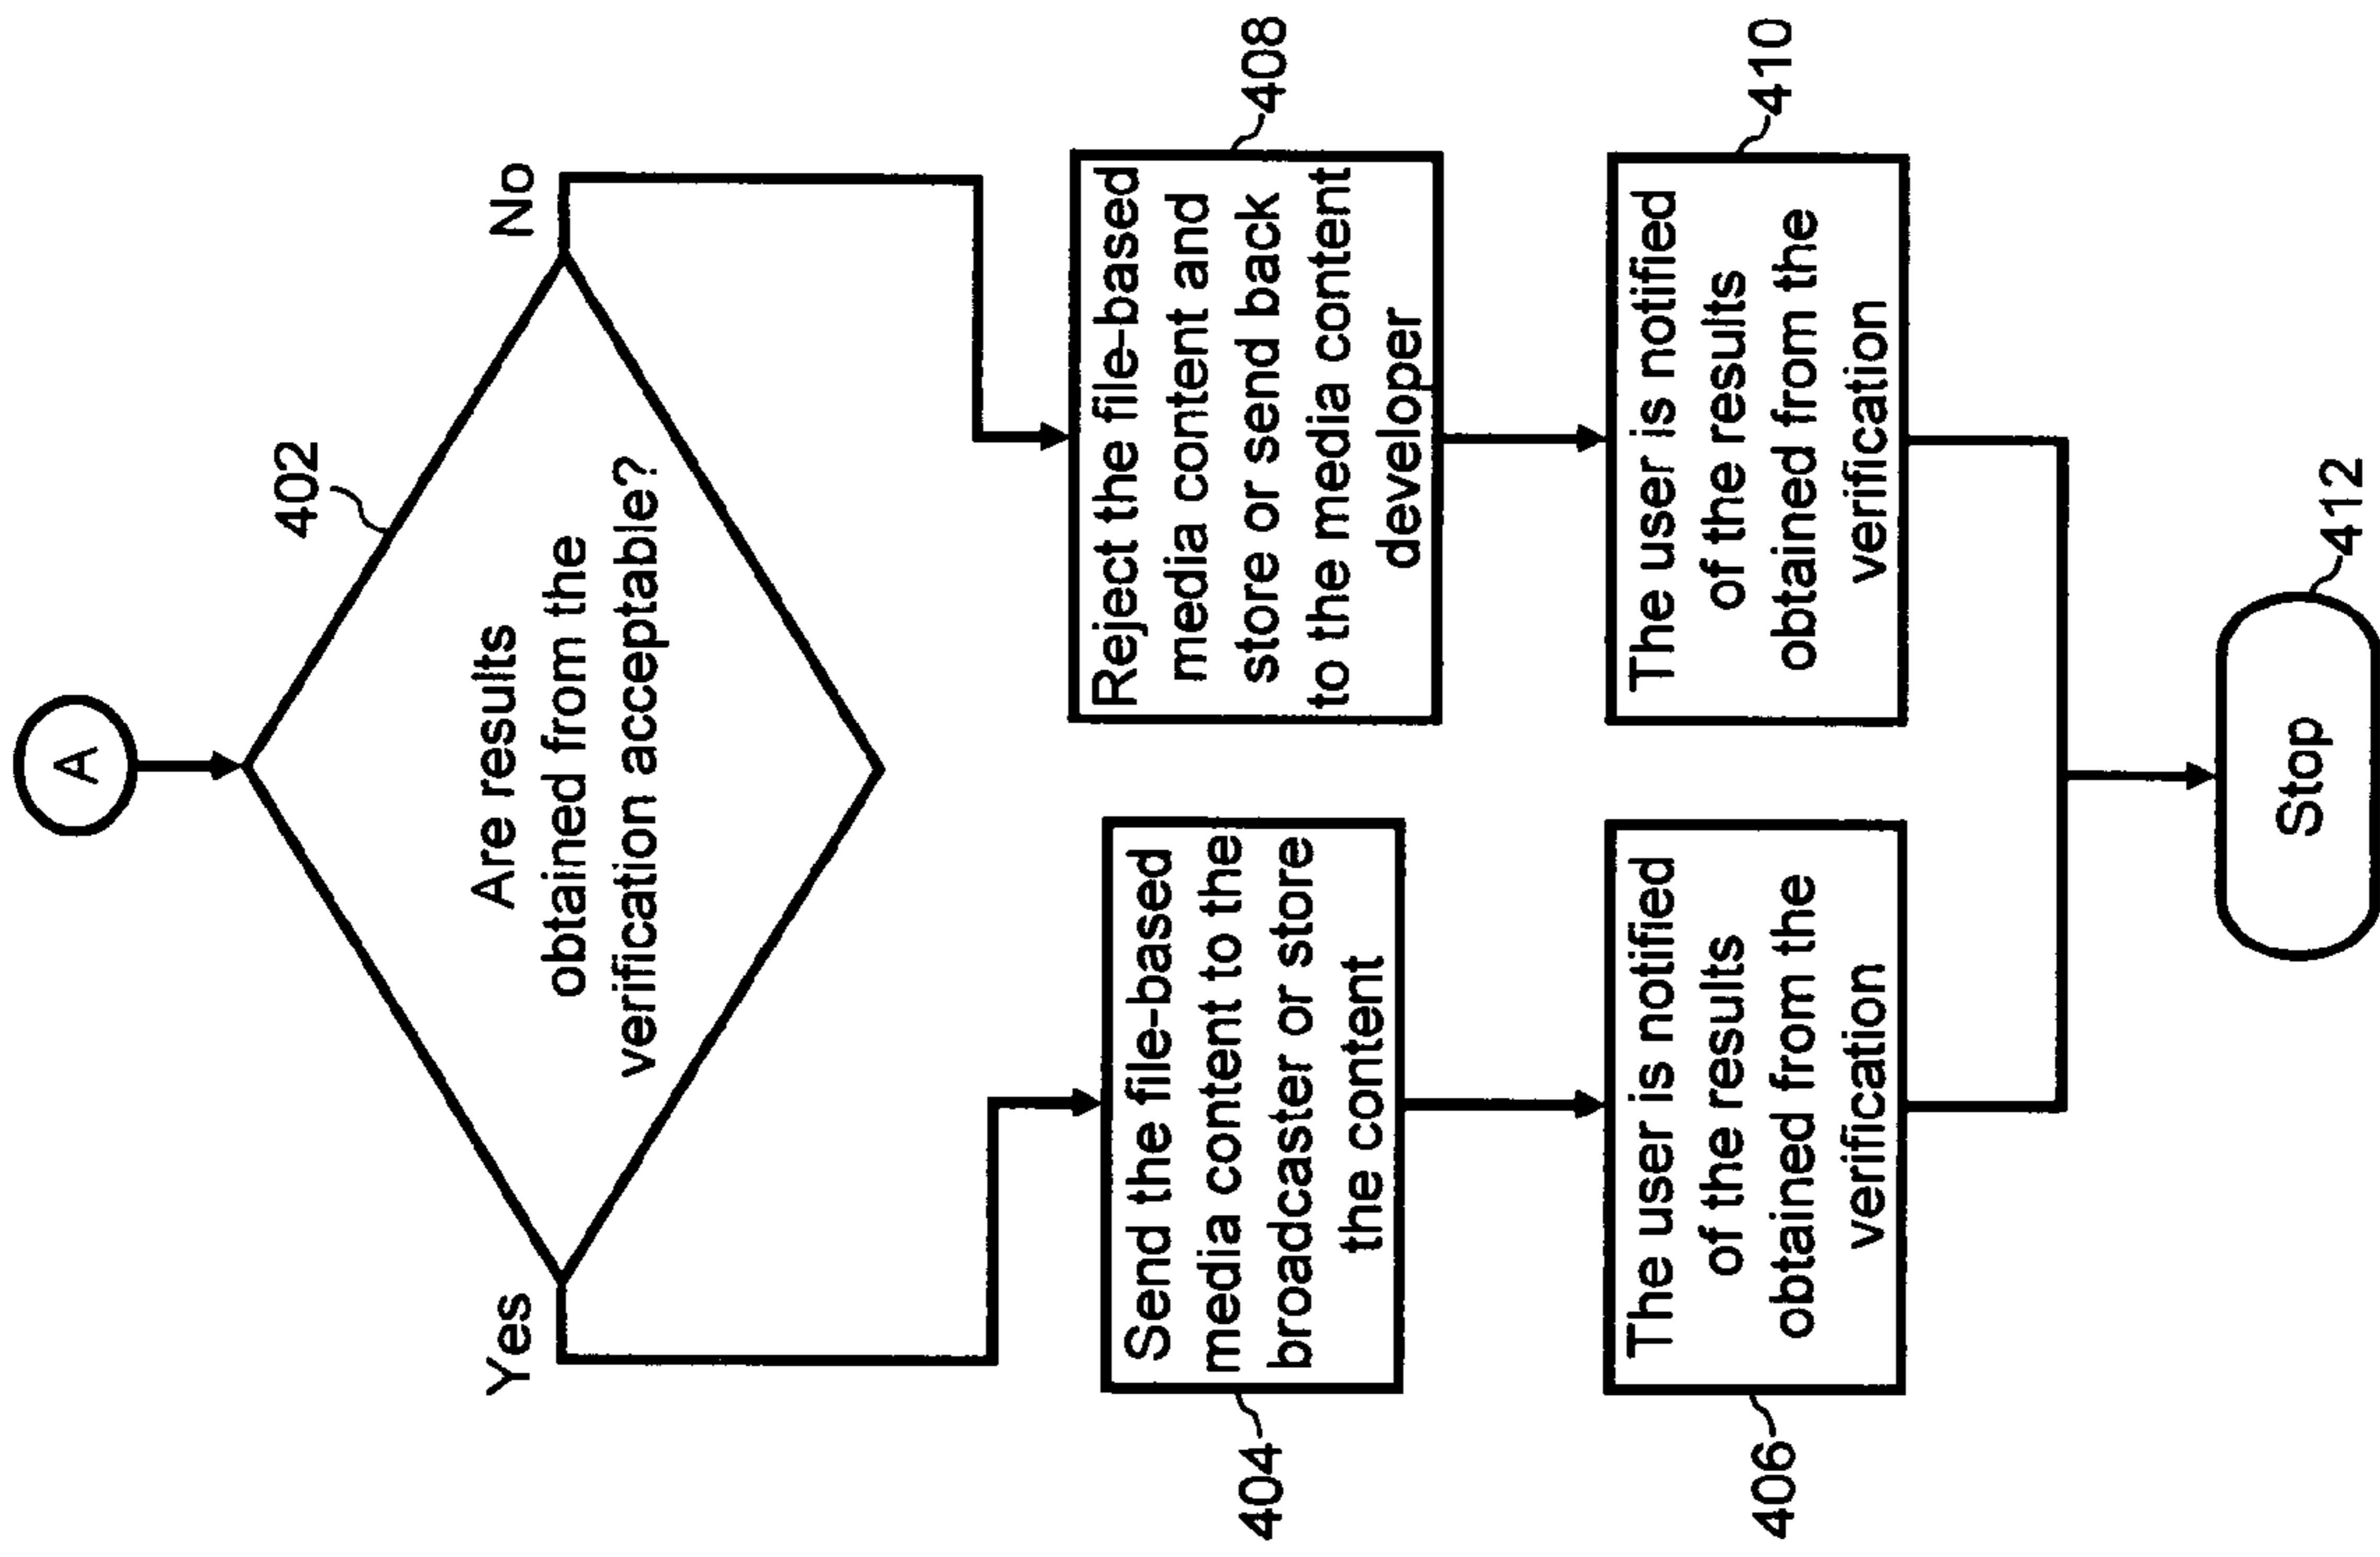 A
402
Are results
obtained from the
verification acceptable?
Yes
No
404
Send the file-based
media content to the
broadcaster or store
the content
408
Reject the file-based
media content and
store or send back
to the media content
developer
406
The user is notified
of the results
obtained from the
verification
410
The user is notified
of the results
obtained from the
verification
Stop
412